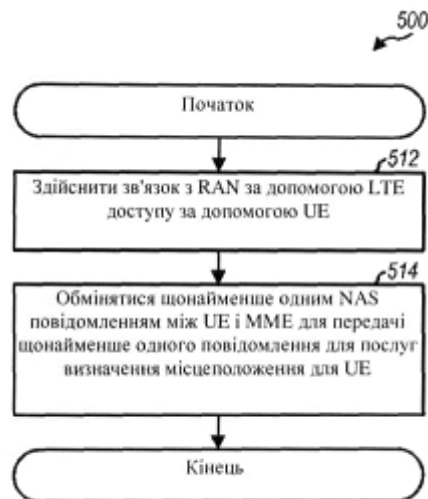 500
Початок
512
Здійснити зв'язок з RAN за допомогою LTE
доступу за допомогою UE
514
Обмінятися щонайменше одним NAS
повідомленням між UE і MME для передачі
щонайменше одного повідомлення для послуг
визначення місцеположення для UE
Кінець